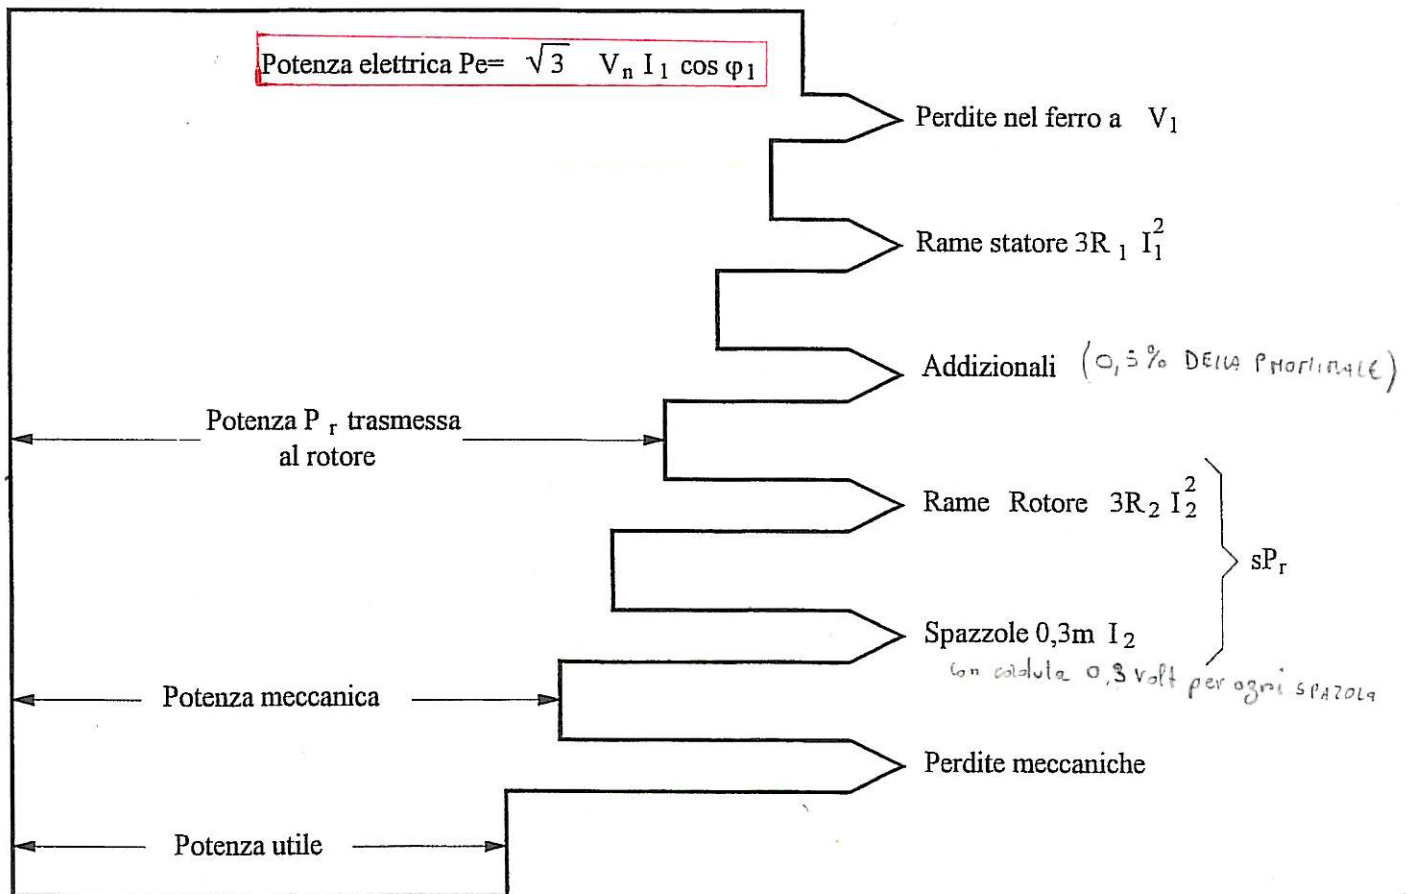 Potenza elettrica Pe= √3 Vₙ I₁ cos φ₁
Perdite nel ferro a V₁
Rame statore 3R₁ I₁²
Addizionali (0,5% DELLA PNOMINALE)
Potenza Pᵣ trasmessa
al rotore
Rame Rotore 3R₂ I₂²
sPᵣ
Spazzole 0,3m I₂
con caduta 0,3 volt per ogni SPAZOLA
Potenza meccanica
Perdite meccaniche
Potenza utile